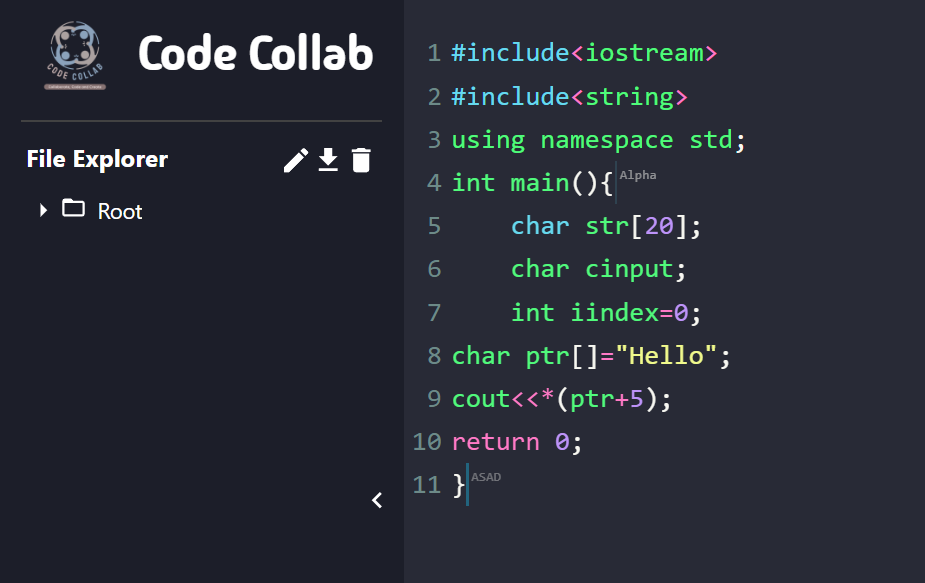 CODE COLLAB
Code Collab
File Explorer
Root
1 #include<iostream>
2 #include<string>
3 using namespace std;
4 int main(){ Alpha
5     char str[20];
6     char cinput;
7     int iindex=0;
8 char ptr[]="Hello";
9 cout<<*(ptr+5);
10 return 0;
11 } ASAD